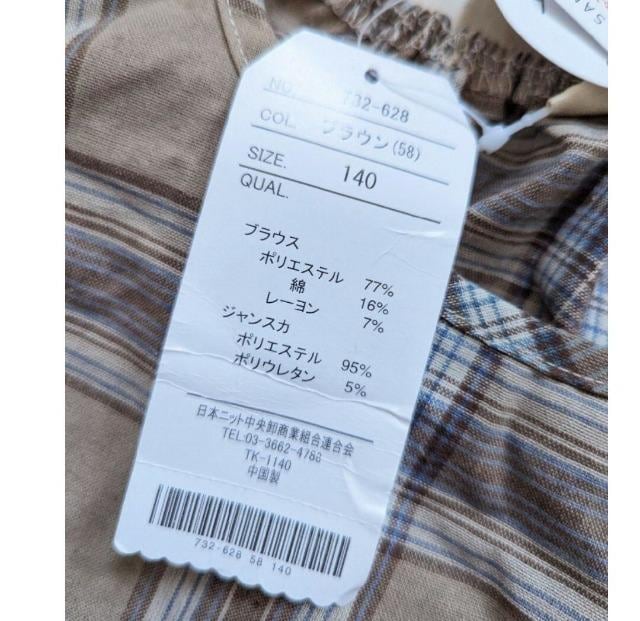 NO. 732-628
COL. ブラウン(58)
SIZE. 140
QUAL.
ブラウス
ポリエステル 77%
綿 16%
レーヨン 7%
ジャンスカ
ポリエステル 95%
ポリウレタン 5%
日本ニット中央卸商業組合連合会
TEL:03-3662-4788
TK-1140
中国製
732-628 58 140